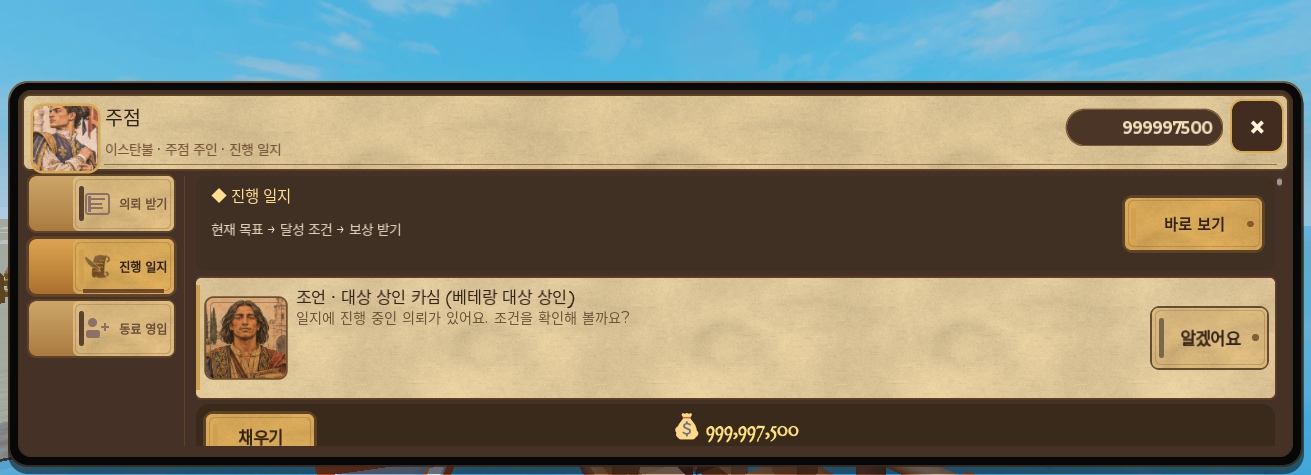 주점
이스탄불 · 주점 주인 · 진행 일지
999997500
×
의뢰 받기
진행 일지
동료 영입
◆ 진행 일지
현재 목표 → 달성 조건 → 보상 받기
바로 보기
조언 · 대상 상인 카심 (베테랑 대상 상인)
일지에 진행 중인 의뢰가 있어요. 조건을 확인해 볼까요?
알겠어요
채우기
$ 999,997,500